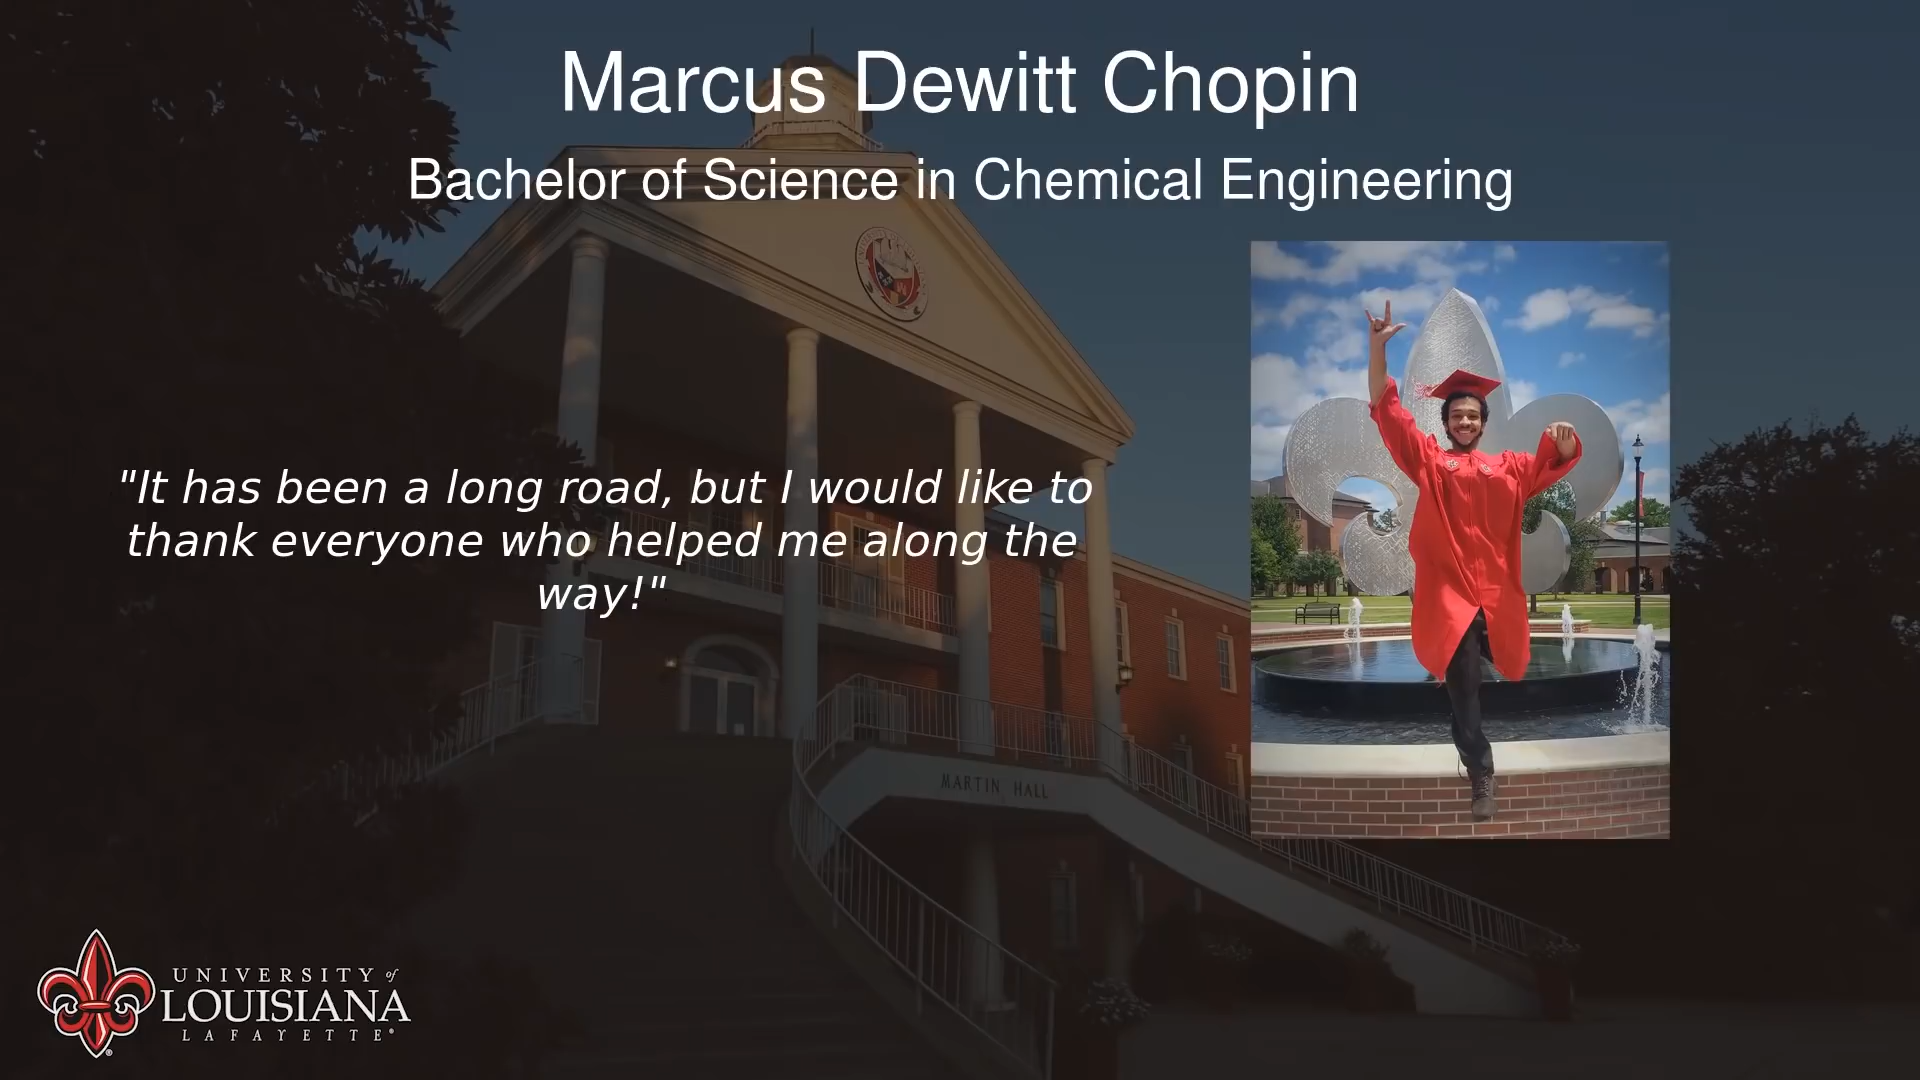 Marcus Dewitt Chopin
Bachelor of Science in Chemical Engineering
"It has been a long road, but I would like to
thank everyone who helped me along the
way!"
MARTIN HALL
UNIVERSITY of
LOUISIANA
LAFAYETTE®